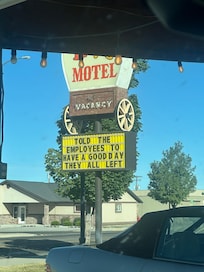 MOTEL
VACANCY
TOLD THE
EMPLOYEES TO
HAVE A GOOD DAY
THEY ALL LEFT